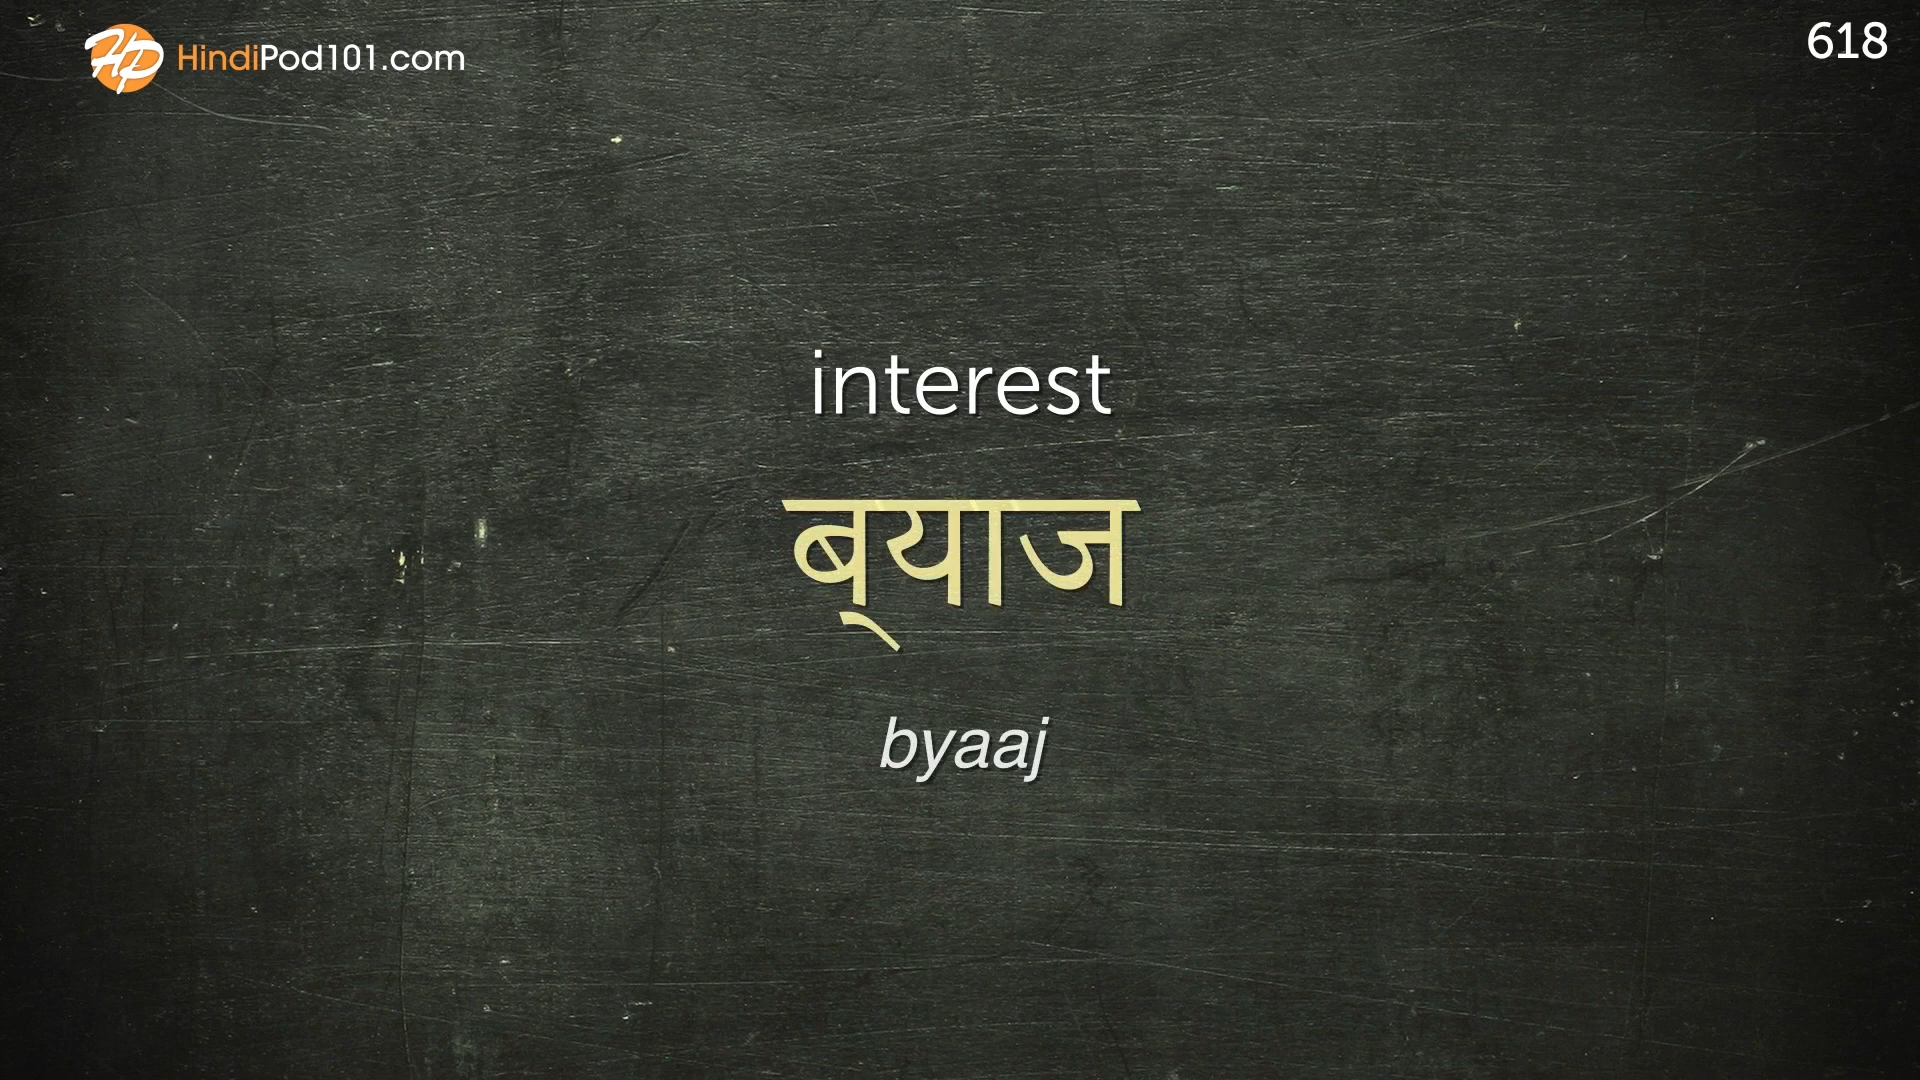 HindiPod101.com
618
interest
ब्याज
byaaj